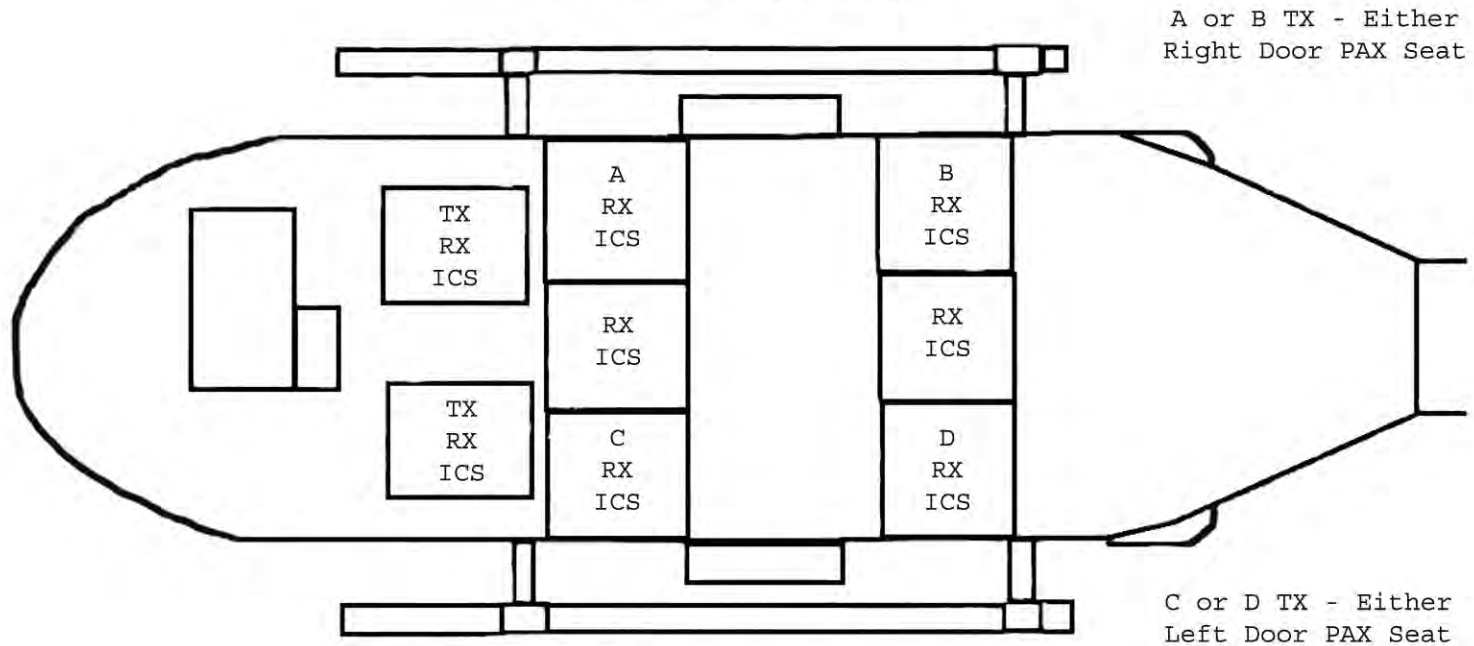 A or B TX - Either
Right Door PAX Seat
TX
RX
ICS
A
RX
ICS
B
RX
ICS
RX
ICS
RX
ICS
TX
RX
ICS
C
RX
ICS
D
RX
ICS
C or D TX - Either
Left Door PAX Seat